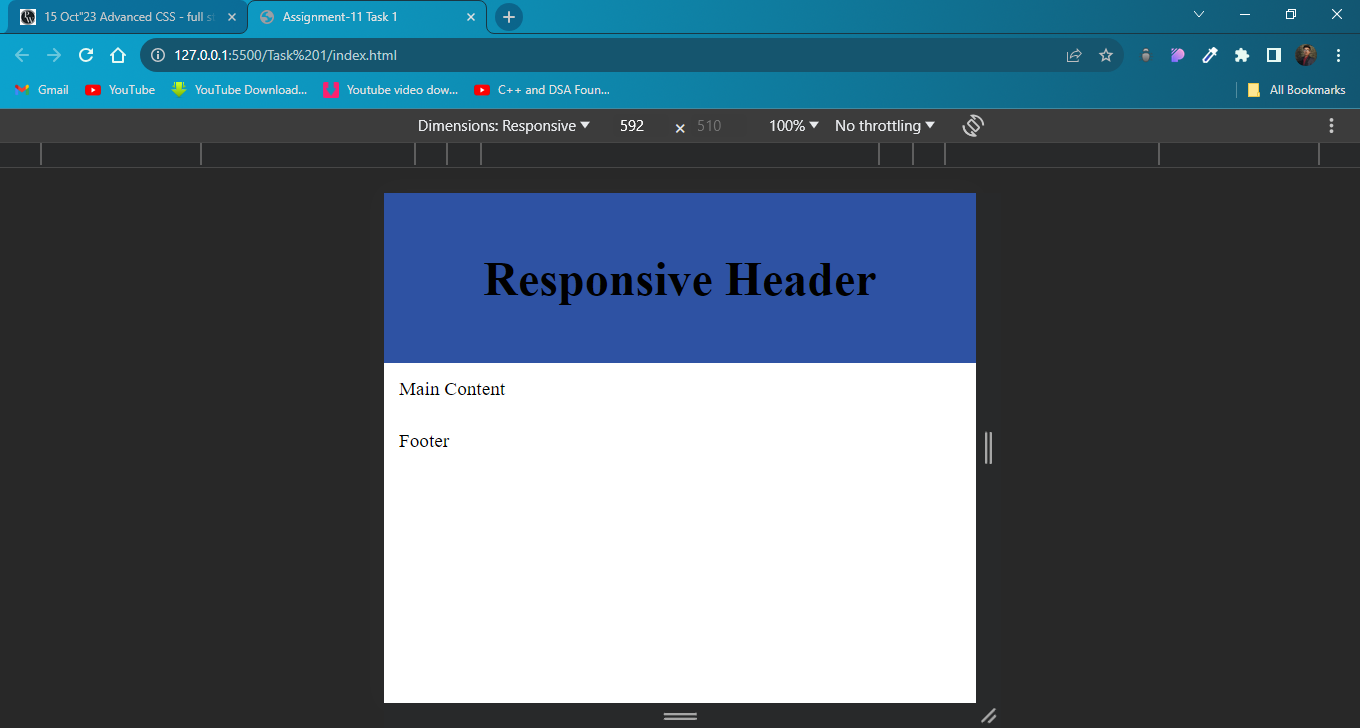 15 Oct"23 Advanced CSS - full st
Assignment-11 Task 1
127.0.0.1:5500/Task%201/index.html
Gmail
YouTube
YouTube Download...
Youtube video dow...
C++ and DSA Foun...
All Bookmarks
Dimensions: Responsive
592
x
510
100%
No throttling
Responsive Header
Main Content
Footer